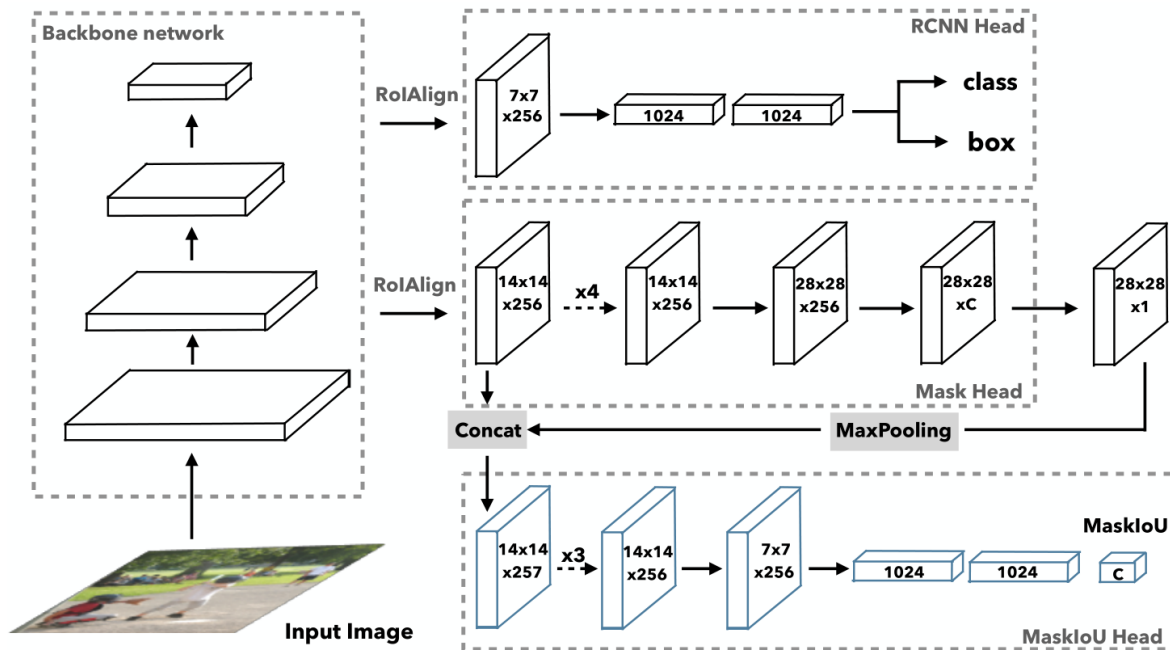 Backbone network
RCNN Head
RoIAlign
7x7
x256
1024
1024
class
box
RoIAlign
14x14
x256
x4
14x14
x256
28x28
x256
28x28
xC
28x28
x1
Mask Head
Concat
MaxPooling
14x14
x257
x3
14x14
x256
7x7
x256
1024
1024
MaskIoU
C
Input Image
MaskIoU Head